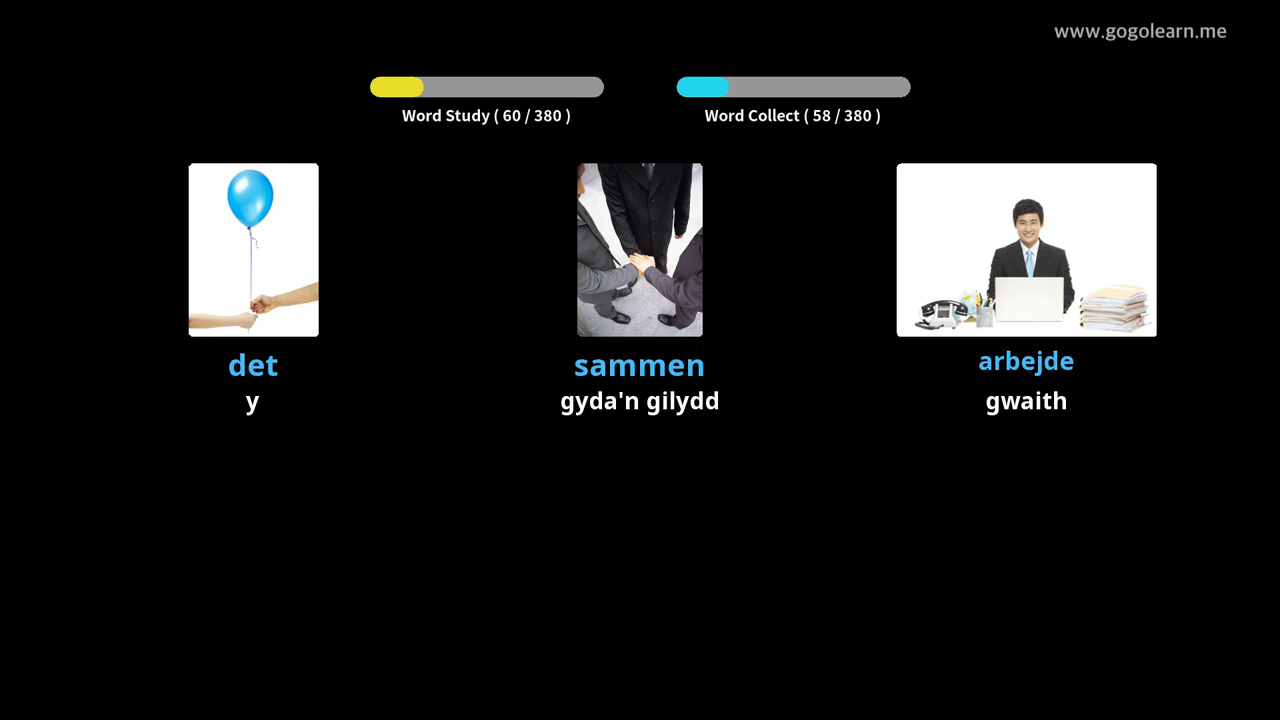 www.gogolearn.me
Word Study ( 60 / 380 )
Word Collect ( 58 / 380 )
det
y
sammen
gyda'n gilydd
arbejde
gwaith